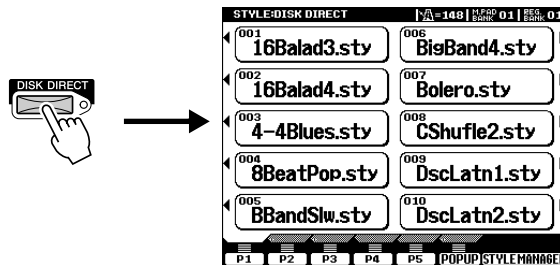 DISK DIRECT
STYLE:DISK DIRECT
=148 M.PAD BANK 01 REG. BANK 01
001 16Balad3.sty
006 BigBand4.sty
002 16Balad4.sty
007 Bolero.sty
003 4-4Blues.sty
008 CShufle2.sty
004 8BeatPop.sty
009 DscLatn1.sty
005 BBandSlw.sty
010 DscLatn2.sty
P1 P2 P3 P4 P5 POPUP STYLE MANAGE